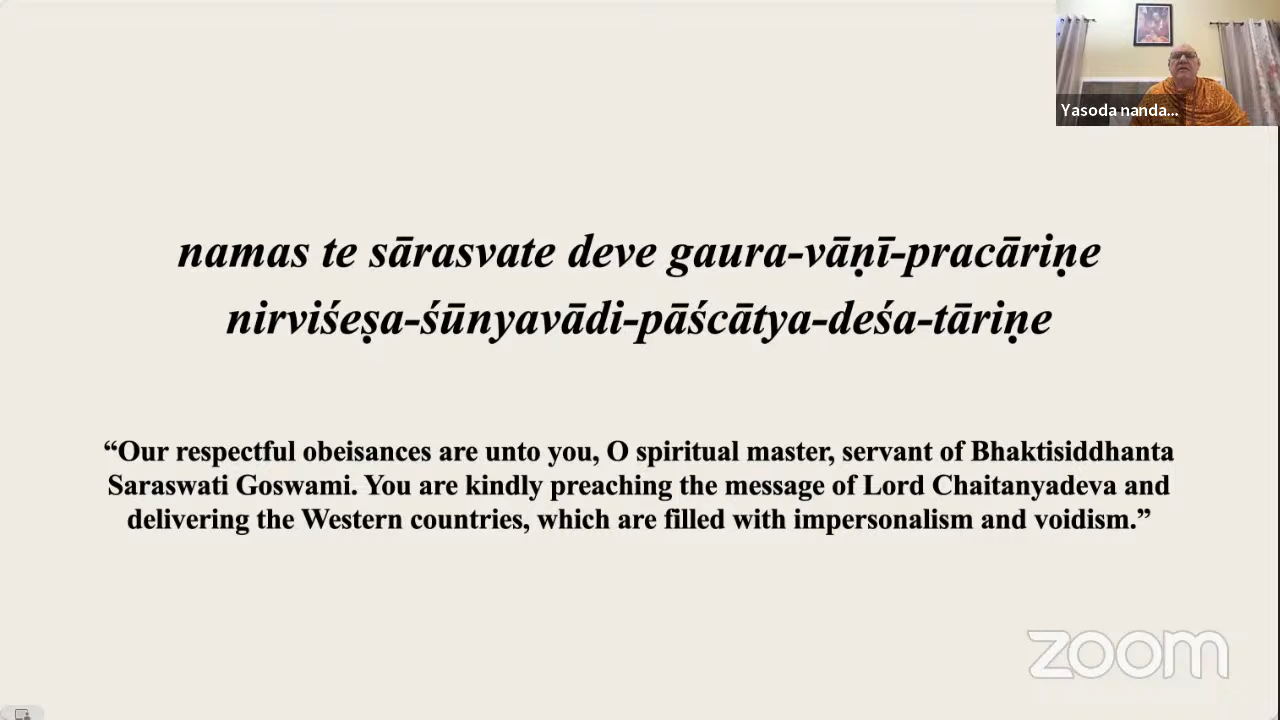 Yasoda nanda...
namas te sārasvate deve gaura-vāṇī-pracāriṇe
nirviśeṣa-śūnyavādi-pāścātya-deśa-tāriṇe
“Our respectful obeisances are unto you, O spiritual master, servant of Bhaktisiddhanta
Saraswati Goswami. You are kindly preaching the message of Lord Chaitanyadeva and
delivering the Western countries, which are filled with impersonalism and voidism.”
zoom